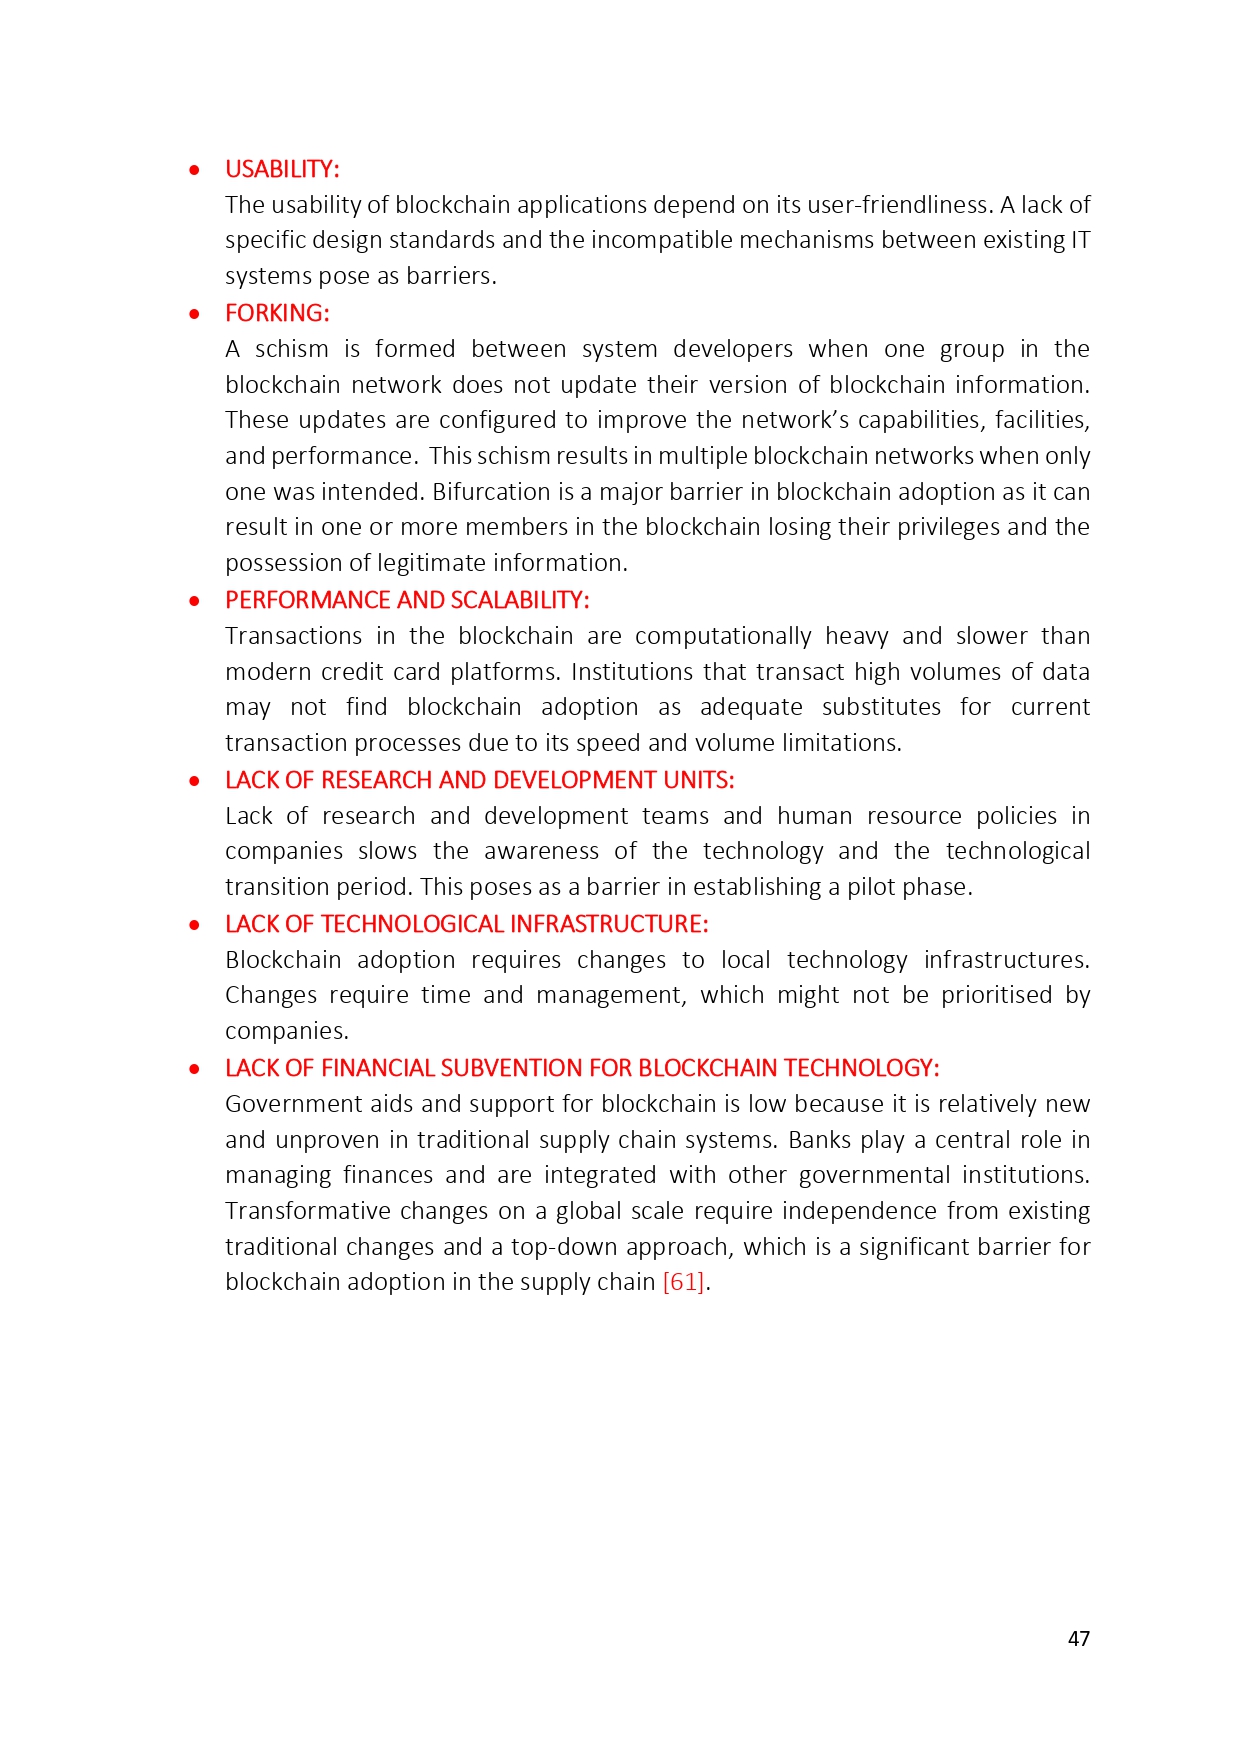 • USABILITY:
The usability of blockchain applications depend on its user-friendliness. A lack of
specific design standards and the incompatible mechanisms between existing IT
systems pose as barriers.
• FORKING:
A schism is formed between system developers when one group in the
blockchain network does not update their version of blockchain information.
These updates are configured to improve the network’s capabilities, facilities,
and performance.  This schism results in multiple blockchain networks when only
one was intended. Bifurcation is a major barrier in blockchain adoption as it can
result in one or more members in the blockchain losing their privileges and the
possession of legitimate information.
• PERFORMANCE AND SCALABILITY:
Transactions in the blockchain are computationally heavy and slower than
modern credit card platforms. Institutions that transact high volumes of data
may not find blockchain adoption as adequate substitutes for current
transaction processes due to its speed and volume limitations.
• LACK OF RESEARCH AND DEVELOPMENT UNITS:
Lack of research and development teams and human resource policies in
companies slows the awareness of the technology and the technological
transition period. This poses as a barrier in establishing a pilot phase.
• LACK OF TECHNOLOGICAL INFRASTRUCTURE:
Blockchain adoption requires changes to local technology infrastructures.
Changes require time and management, which might not be prioritised by
companies.
• LACK OF FINANCIAL SUBVENTION FOR BLOCKCHAIN TECHNOLOGY:
Government aids and support for blockchain is low because it is relatively new
and unproven in traditional supply chain systems. Banks play a central role in
managing finances and are integrated with other governmental institutions.
Transformative changes on a global scale require independence from existing
traditional changes and a top-down approach, which is a significant barrier for
blockchain adoption in the supply chain [61].
47